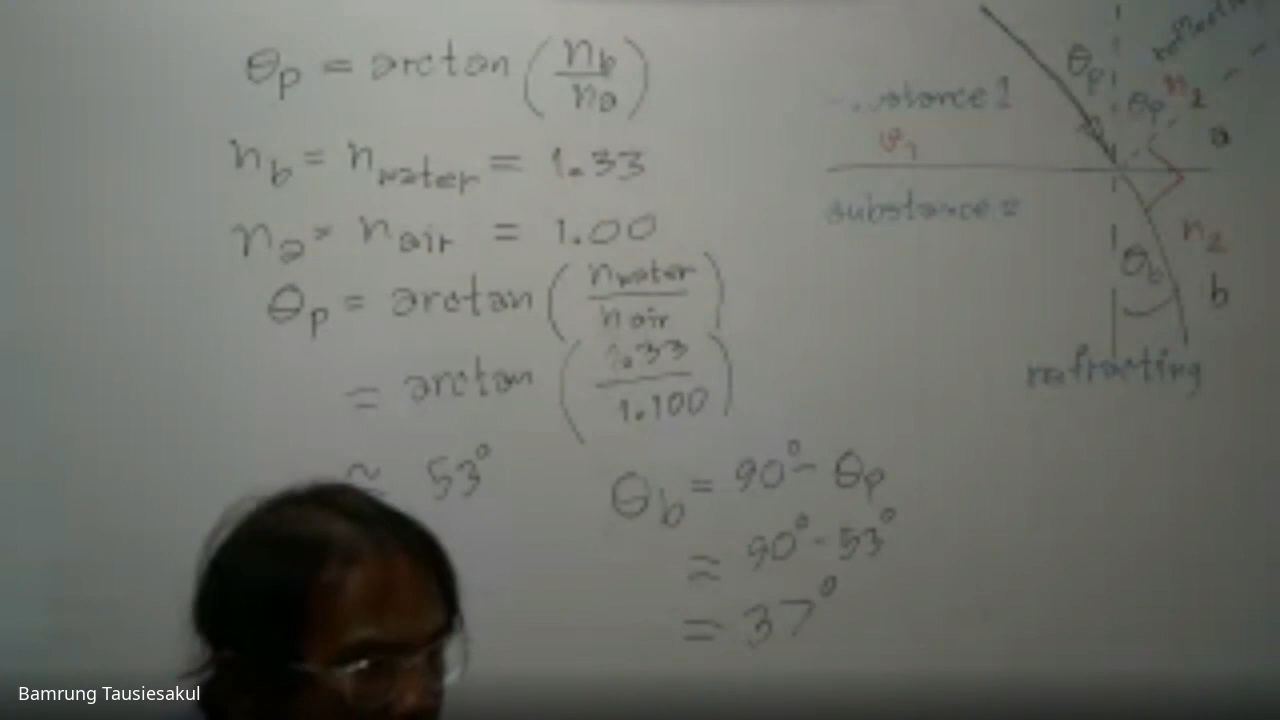 θp = arctan (nb/na)
nb = nwater = 1.33
na = nair = 1.00
θp = arctan (nwater/nair)
= arctan (1.33/1.100)
≈ 53°
θb = 90° - θp
= 90° - 53°
= 37°
θp
θp
n1
a
substance 2
n2
θb
b
refracting
Bamrung Tausiesakul